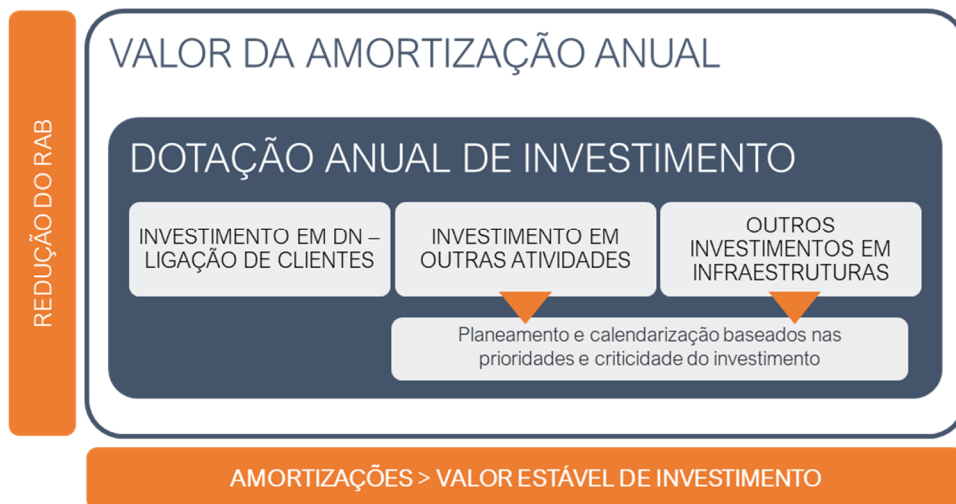 REDUÇÃO DO RAB
VALOR DA AMORTIZAÇÃO ANUAL
DOTAÇÃO ANUAL DE INVESTIMENTO
INVESTIMENTO EM DN –
LIGAÇÃO DE CLIENTES
INVESTIMENTO EM
OUTRAS ATIVIDADES
OUTROS
INVESTIMENTOS EM
INFRAESTRUTURAS
Planeamento e calendarização baseados nas
prioridades e criticidade do investimento
AMORTIZAÇÕES > VALOR ESTÁVEL DE INVESTIMENTO